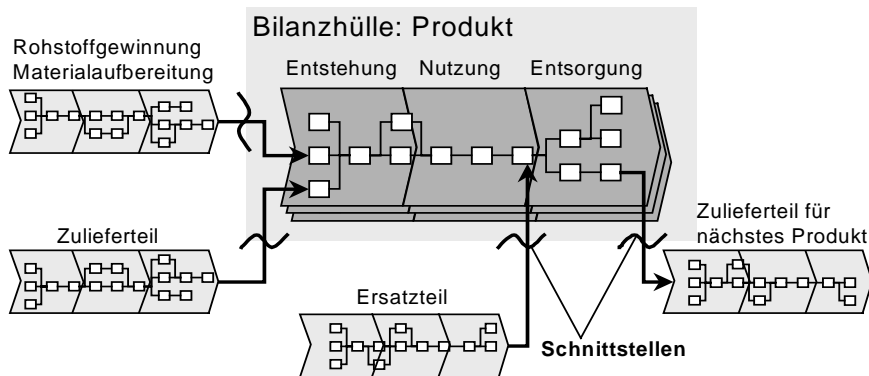 Bilanzhülle: Produkt
Rohstoffgewinnung
Materialaufbereitung
Entstehung
Nutzung
Entsorgung
Zulieferteil
Zulieferteil für
nächstes Produkt
Ersatzteil
Schnittstellen